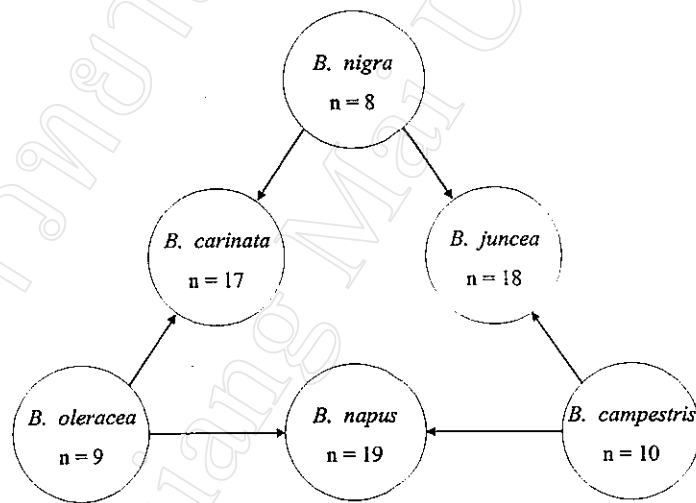 B. nigra
n = 8
B. carinata
n = 17
B. juncea
n = 18
B. oleracea
n = 9
B. napus
n = 19
B. campestris
n = 10